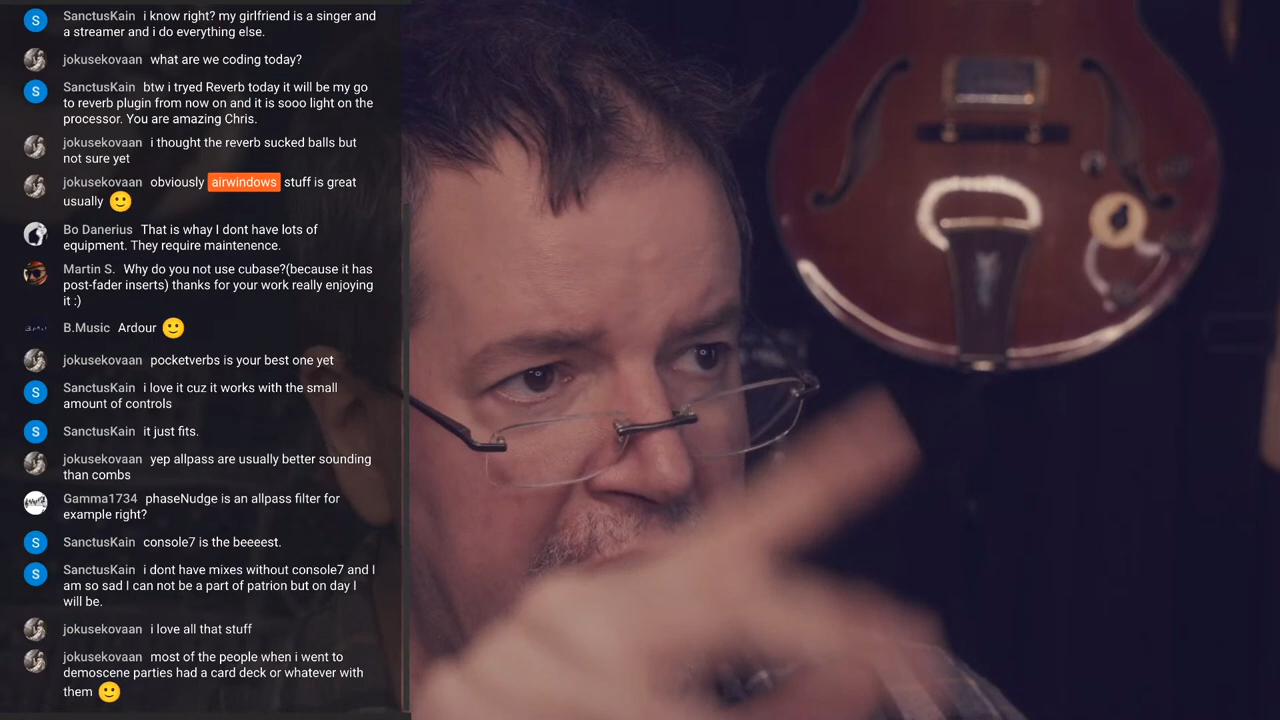 SanctusKain i know right? my girlfriend is a singer and
a streamer and i do everything else.
jokusekovaan what are we coding today?
S
SanctusKain btw i tryed Reverb today it will be my go
to reverb plugin from now on and it is sooo light on the
processor. You are amazing Chris.
S
jokusekovaan i thought the reverb sucked balls but
not sure yet
jokusekovaan obviously airwindows stuff is great
usually 🙂
Bo Danerius That is whay I dont have lots of
equipment. They require maintenence.
Martin S. Why do you not use cubase?(because it has
post-fader inserts) thanks for your work really enjoying
it :)
B.Music Ardour 🙂
jokusekovaan pocketverbs is your best one yet
SanctusKain i love it cuz it works with the small
amount of controls
S
SanctusKain it just fits.
S
jokusekovaan yep allpass are usually better sounding
than combs
Gamma1734 phaseNudge is an allpass filter for
example right?
SanctusKain console7 is the beeeest.
S
SanctusKain i dont have mixes without console7 and I
am so sad I can not be a part of patrion but on day I
will be.
S
jokusekovaan i love all that stuff
jokusekovaan most of the people when i went to
demoscene parties had a card deck or whatever with
them 🙂